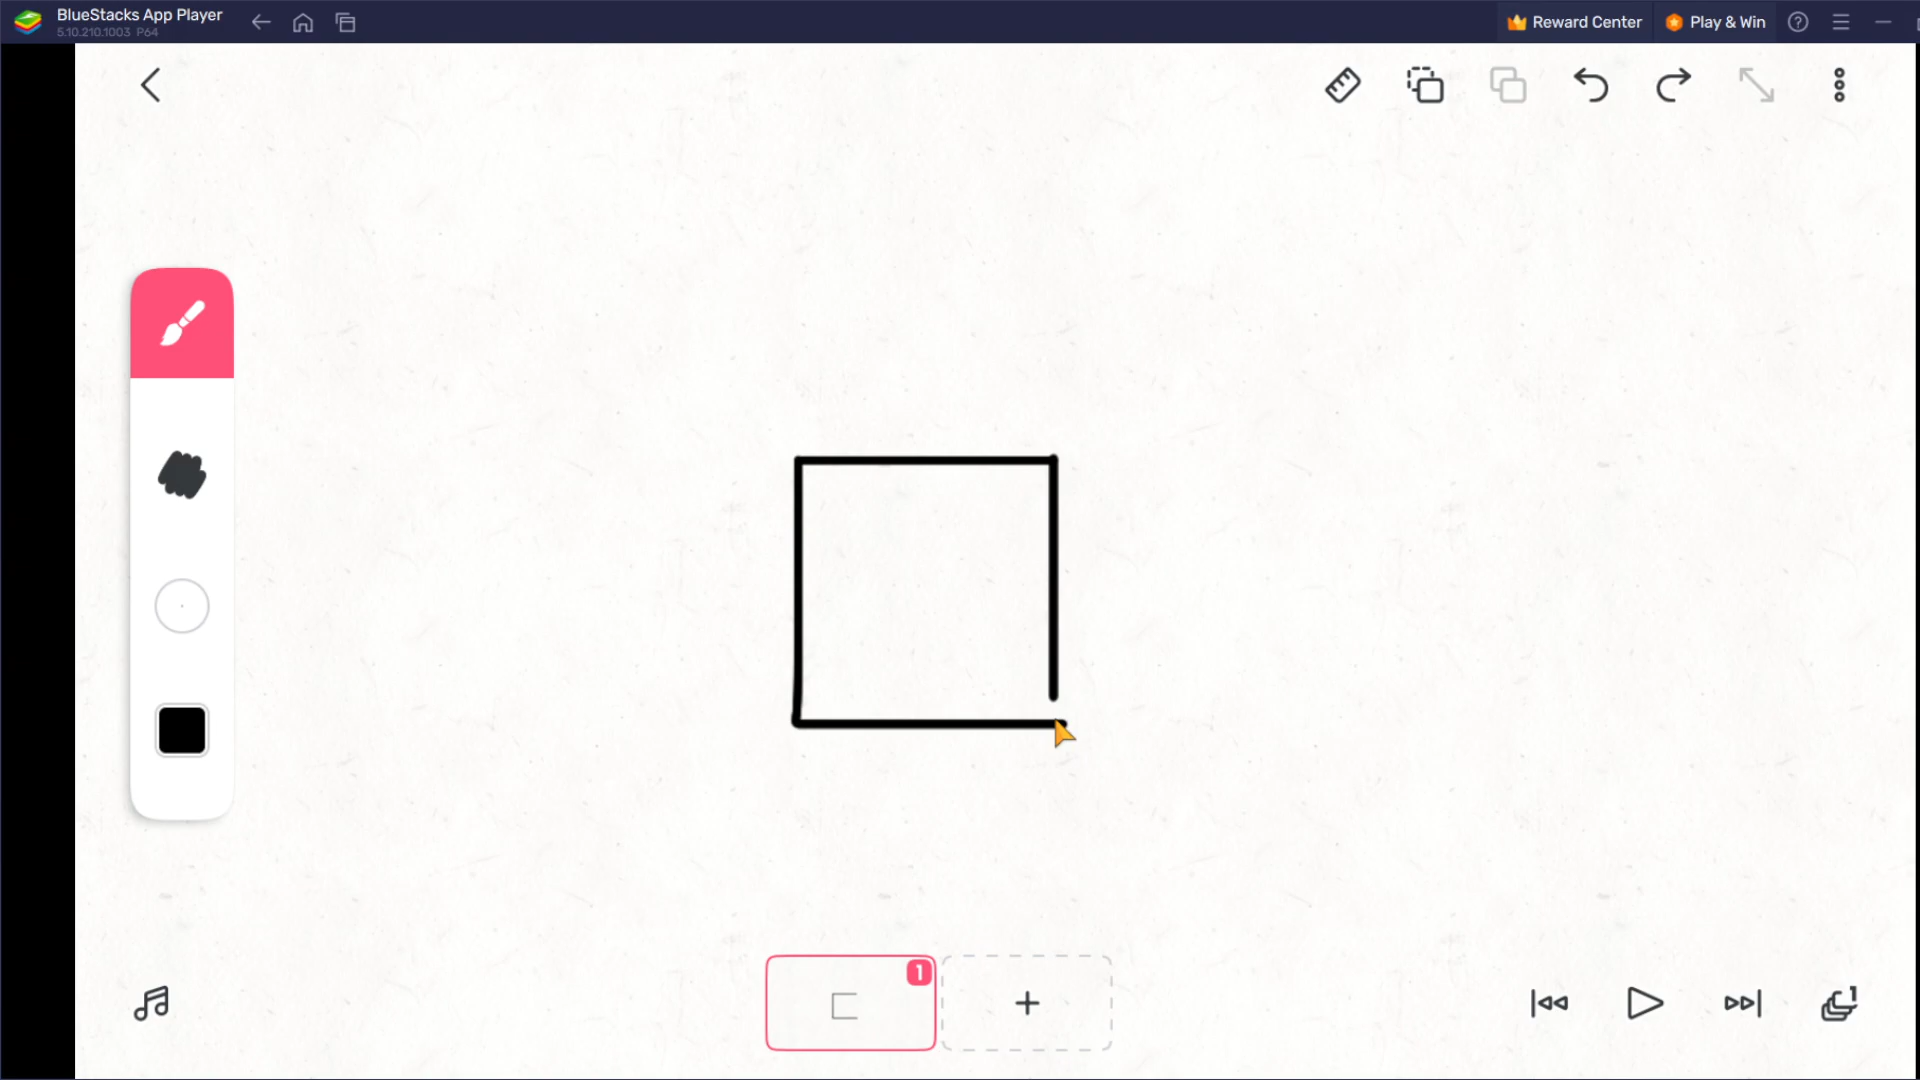 BlueStacks App Player
5.10.210.1003 P64
Reward Center
Play & Win
1
1